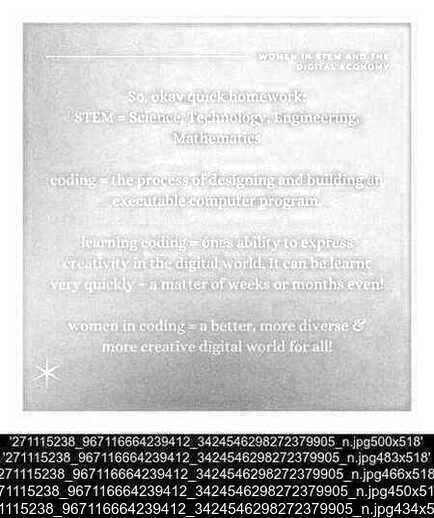 WOMEN IN STEM AND THE
DIGITAL ECONOMY
So, okay quick homework:
STEM = Science, Technology, Engineering,
Mathematics
coding = the process of designing and building an
executable computer program
learning coding = ones ability to express
creativity in the digital world. It can be learnt
very quickly - a matter of weeks or months even!
women in coding = a better, more diverse &
more creative digital world for all!
'271115238_967116664239412_3424546298272379905_n.jpg500x518'
'271115238_967116664239412_3424546298272379905_n.jpg483x518'
271115238_967116664239412_3424546298272379905_n.jpg466x518
271115238_967116664239412_3424546298272379905_n.jpg450x51
271115238_967116664239412_3424546298272379905_n.jpg434x5